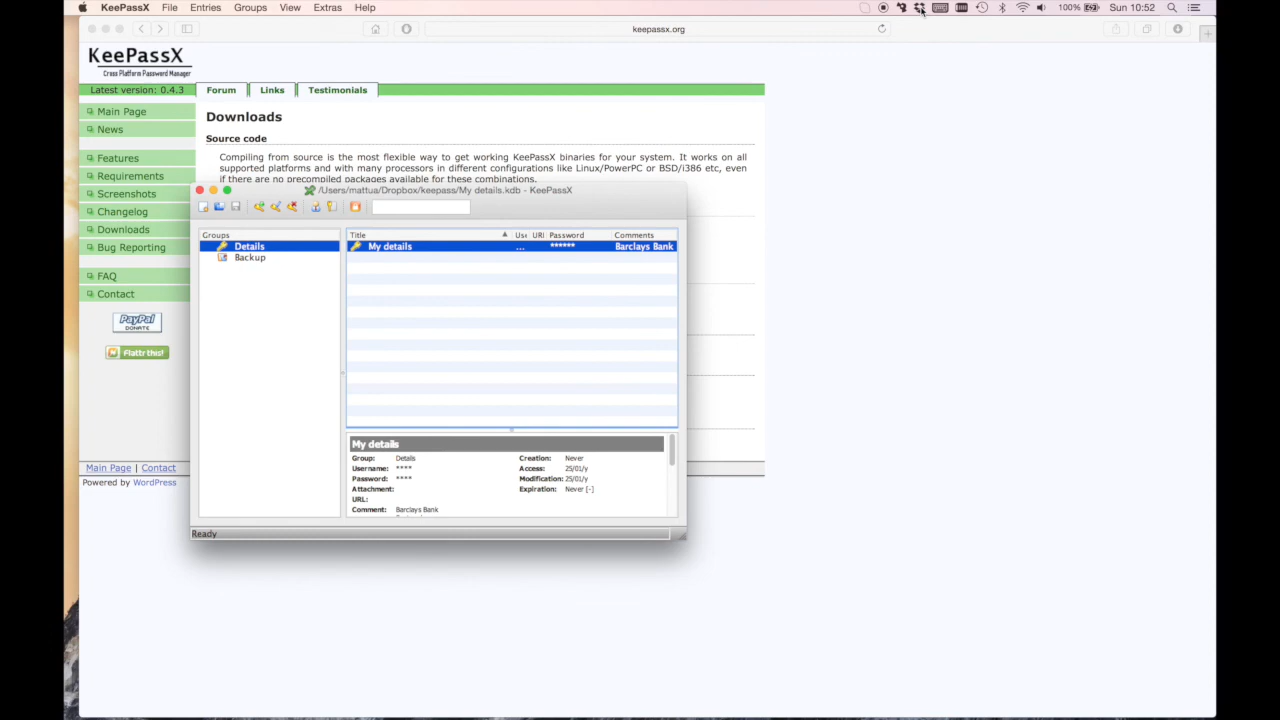 KeePassX File Entries Groups View Extras Help 100% Sun 10:52
keepassx.org
KeePassX
Cross Platform Password Manager
Latest version: 0.4.3 Forum Links Testimonials
Main Page
News
Features
Requirements
Screenshots
Changelog
Downloads
Bug Reporting
FAQ
Contact
PayPal
DONATE
Flattr this!
Main Page | Contact
Powered by WordPress
Downloads
Source code
Compiling from source is the most flexible way to get working KeePassX binaries for your system. It works on all
supported platforms and with many processors in different configurations like Linux/PowerPC or BSD/i386 etc, even
if there are no precompiled packages available for these combinations.
/Users/mattua/Dropbox/keepass/My details.kdb - KeePassX
Groups
Details
Backup
Title Use URI Password Comments
My details ... ****** Barclays Bank
My details
Group: Details Creation: Never
Username: **** Access: 25/01/y
Password: **** Modification: 25/01/y
Attachment: Expiration: Never [-]
URL:
Comment: Barclays Bank
Ready